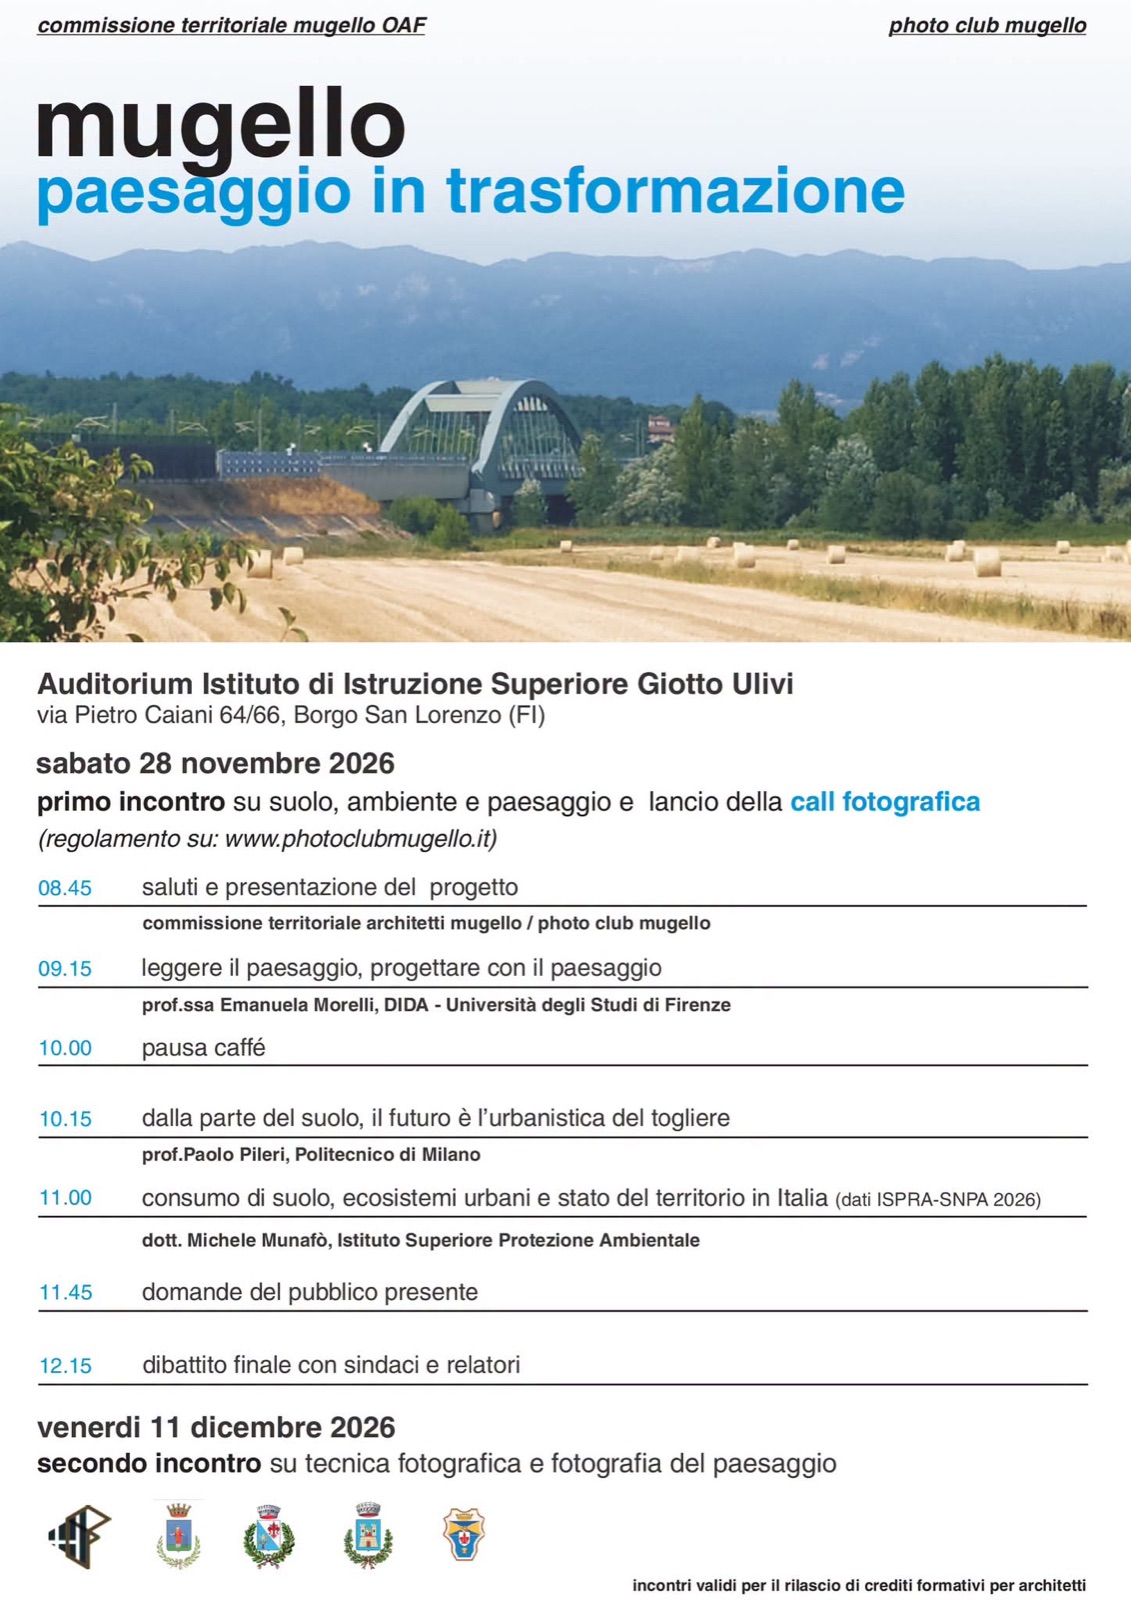 commissione territoriale mugello OAF
photo club mugello
mugello
paesaggio in trasformazione
Auditorium Istituto di Istruzione Superiore Giotto Ulivi
via Pietro Caiani 64/66, Borgo San Lorenzo (FI)
sabato 28 novembre 2026
primo incontro su suolo, ambiente e paesaggio e  lancio della call fotografica
(regolamento su: www.photoclubmugello.it)
08.45 saluti e presentazione del  progetto
commissione territoriale architetti mugello / photo club mugello
09.15 leggere il paesaggio, progettare con il paesaggio
prof.ssa Emanuela Morelli, DIDA - Università degli Studi di Firenze
10.00 pausa caffé
10.15 dalla parte del suolo, il futuro è l'urbanistica del togliere
prof.Paolo Pileri, Politecnico di Milano
11.00 consumo di suolo, ecosistemi urbani e stato del territorio in Italia (dati ISPRA-SNPA 2026)
dott. Michele Munafò, Istituto Superiore Protezione Ambientale
11.45 domande del pubblico presente
12.15 dibattito finale con sindaci e relatori
venerdi 11 dicembre 2026
secondo incontro su tecnica fotografica e fotografia del paesaggio
incontri validi per il rilascio di crediti formativi per architetti